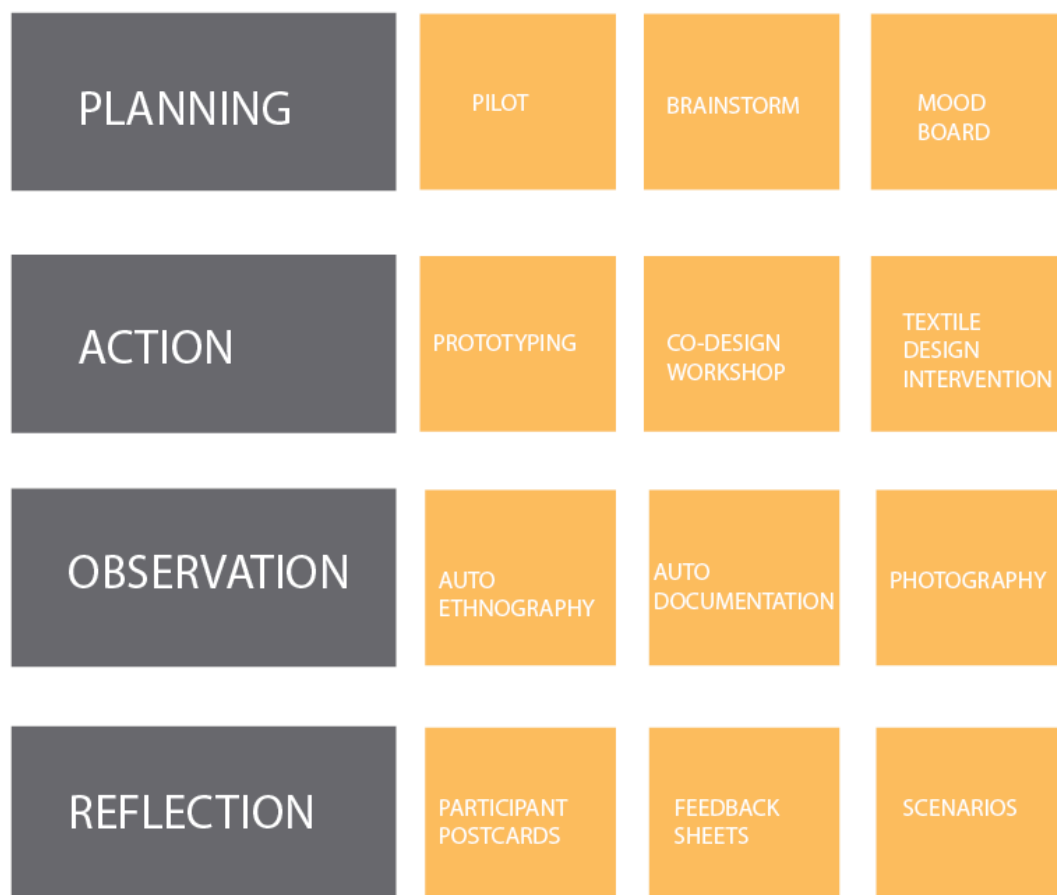 PLANNING
PILOT
BRAINSTORM
MOOD
BOARD
ACTION
PROTOTYPING
CO-DESIGN
WORKSHOP
TEXTILE
DESIGN
INTERVENTION
OBSERVATION
AUTO
ETHNOGRAPHY
AUTO
DOCUMENTATION
PHOTOGRAPHY
REFLECTION
PARTICIPANT
POSTCARDS
FEEDBACK
SHEETS
SCENARIOS